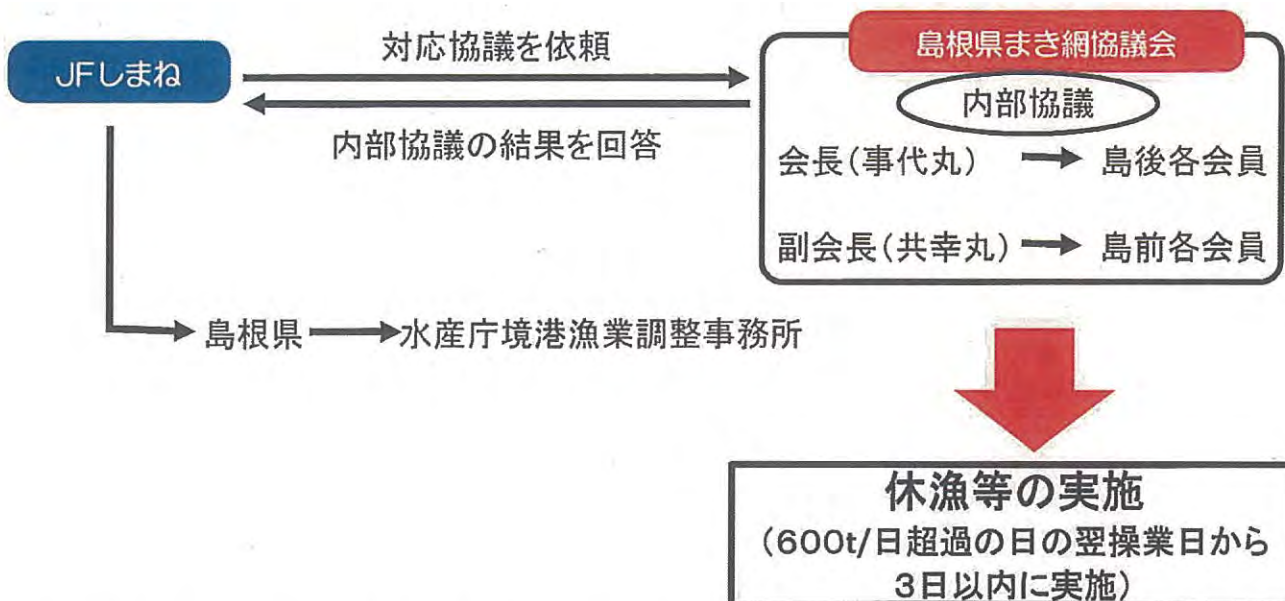 対応協議を依頼
JFしまね
内部協議の結果を回答
島根県まき網協議会
内部協議
会長(事代丸) 島後各会員
副会長(共幸丸) 島前各会員
島根県 水産庁境港漁業調整事務所
休漁等の実施
(600t/日超過の日の翌操業日から
3日以内に実施)